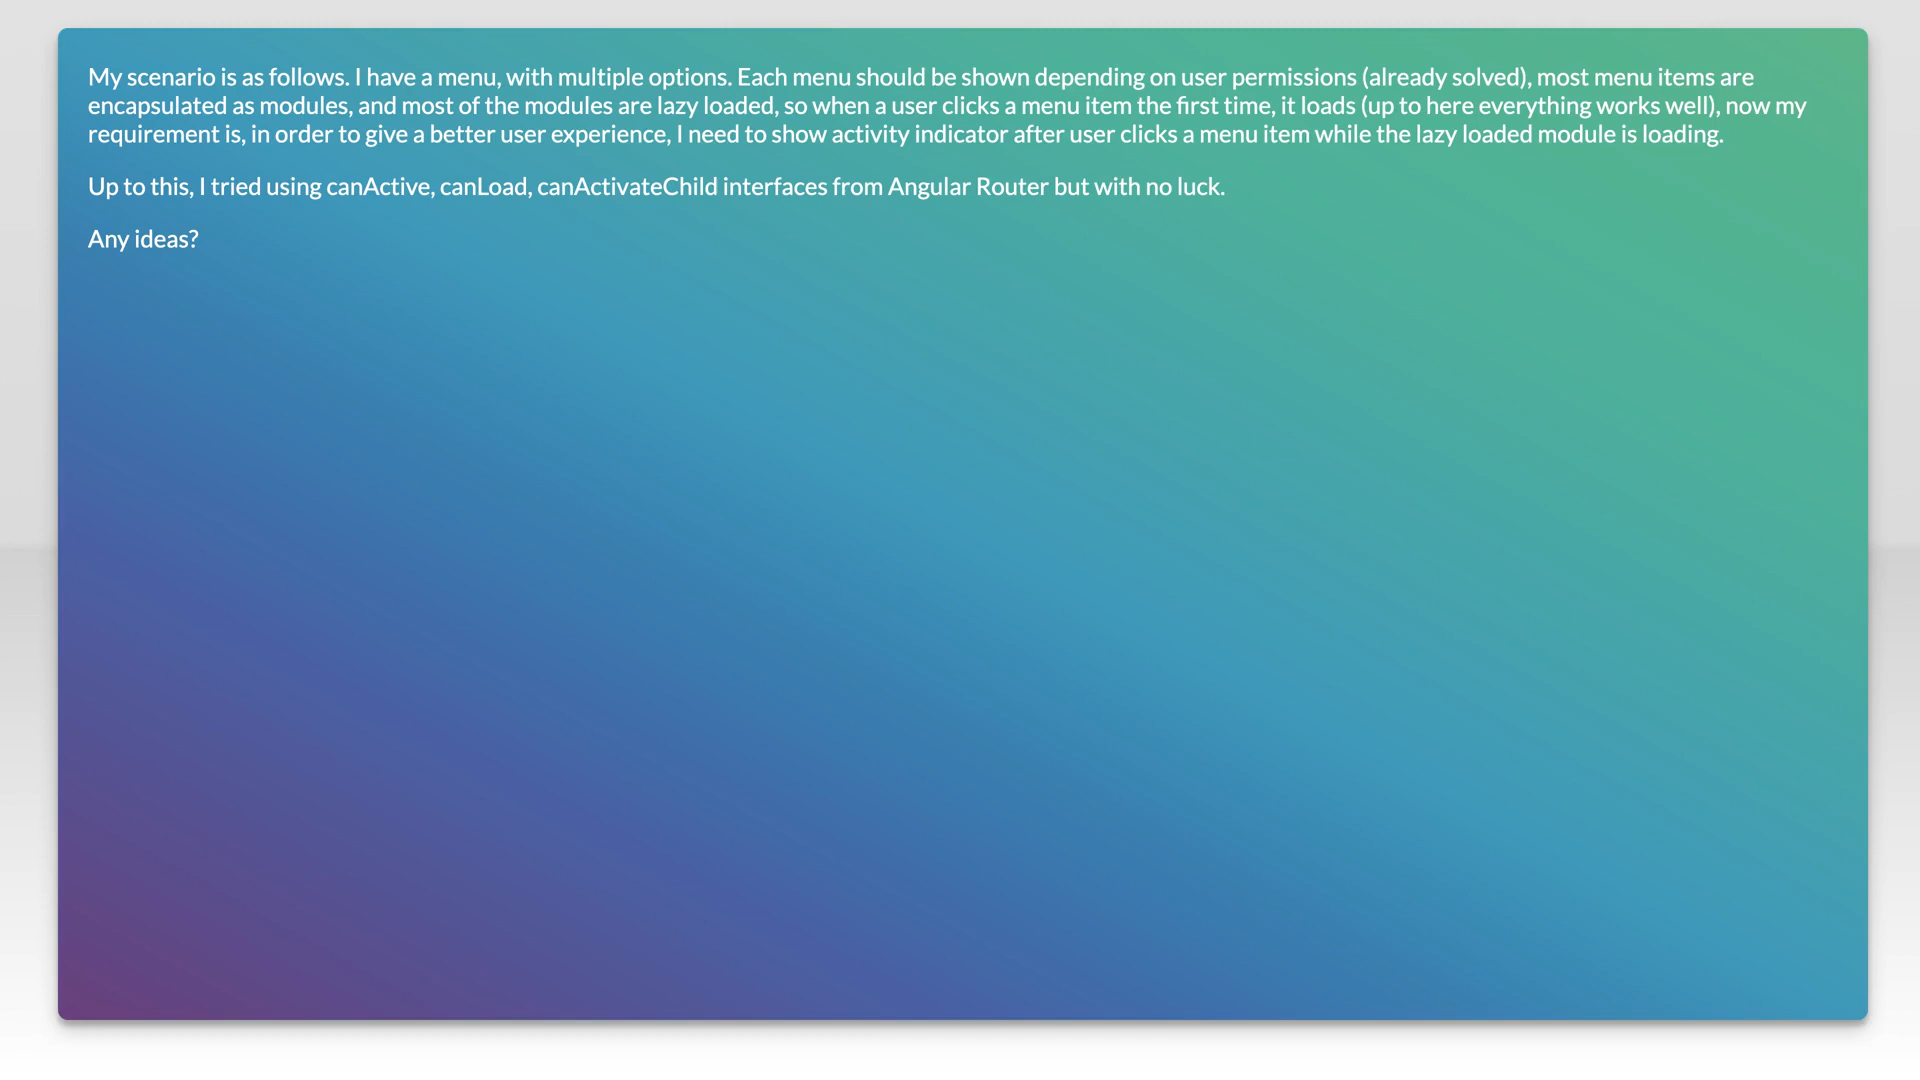 My scenario is as follows. I have a menu, with multiple options. Each menu should be shown depending on user permissions (already solved), most menu items are
encapsulated as modules, and most of the modules are lazy loaded, so when a user clicks a menu item the first time, it loads (up to here everything works well), now my
requirement is, in order to give a better user experience, I need to show activity indicator after user clicks a menu item while the lazy loaded module is loading.
Up to this, I tried using canActive, canLoad, canActivateChild interfaces from Angular Router but with no luck.
Any ideas?